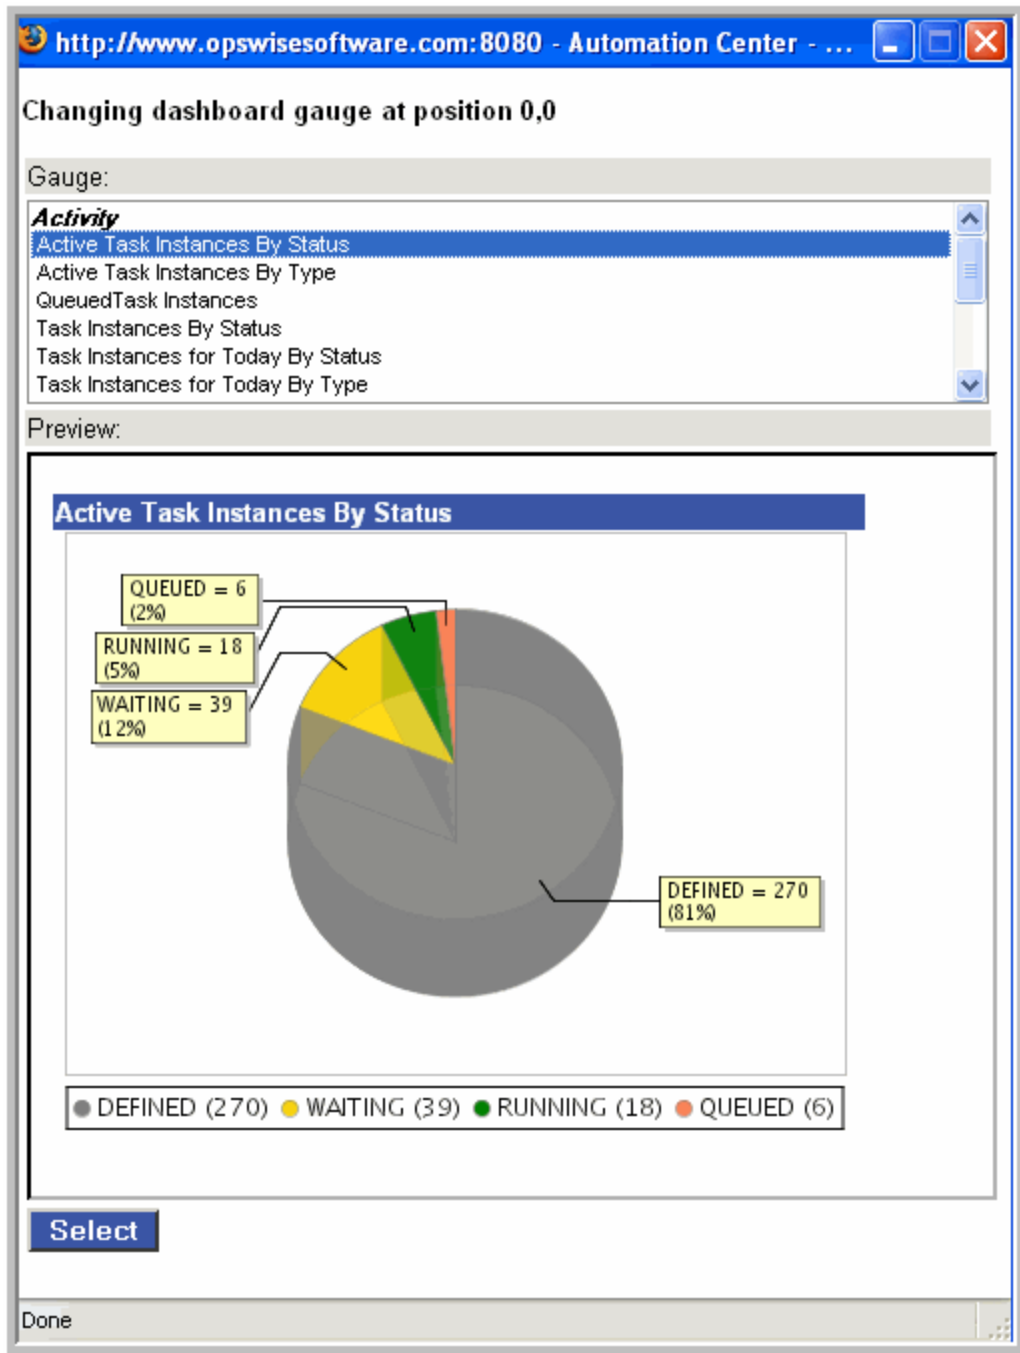 http://www.opswisesoftware.com:8080 - Automation Center - ...
Changing dashboard gauge at position 0,0
Gauge:
Activity
Active Task Instances By Status
Active Task Instances By Type
QueuedTask Instances
Task Instances By Status
Task Instances for Today By Status
Task Instances for Today By Type
Preview:
Active Task Instances By Status
QUEUED = 6
(2%)
RUNNING = 18
(5%)
WAITING = 39
(12%)
DEFINED = 270
(81%)
DEFINED (270) WAITING (39) RUNNING (18) QUEUED (6)
Select
Done